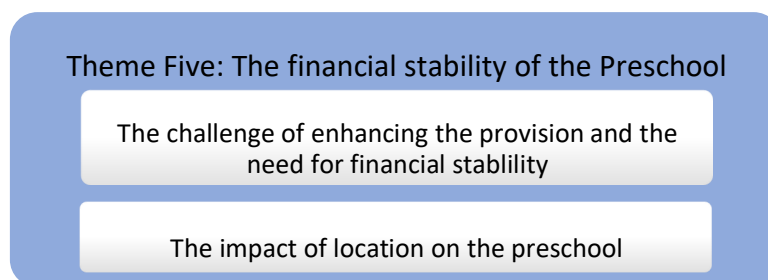 Theme Five: The financial stability of the Preschool
The challenge of enhancing the provision and the
need for financial stablility
The impact of location on the preschool